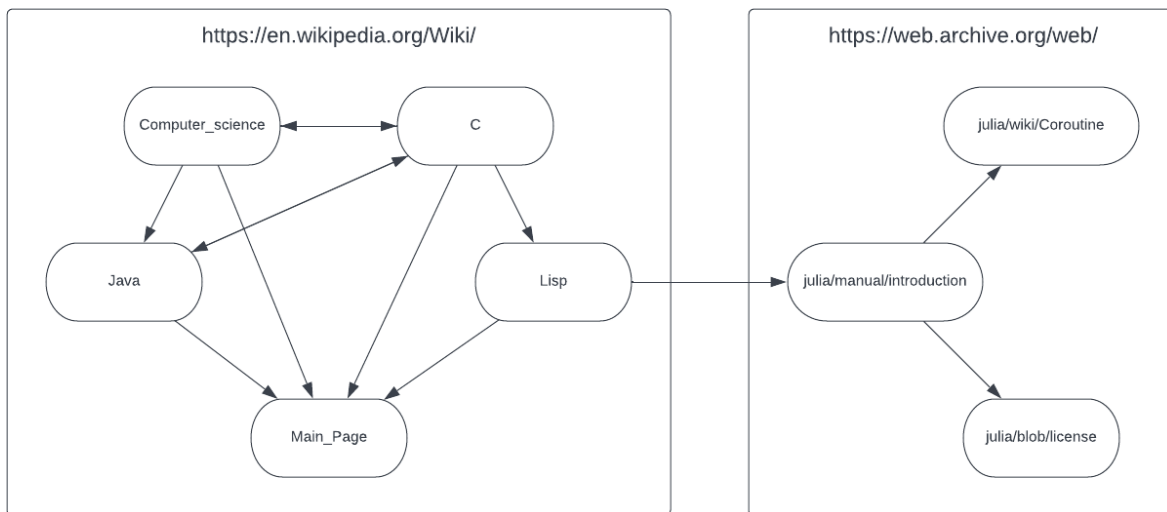 https://en.wikipedia.org/Wiki/
https://web.archive.org/web/
Computer_science
C
julia/wiki/Coroutine
Java
Lisp
julia/manual/introduction
Main_Page
julia/blob/license